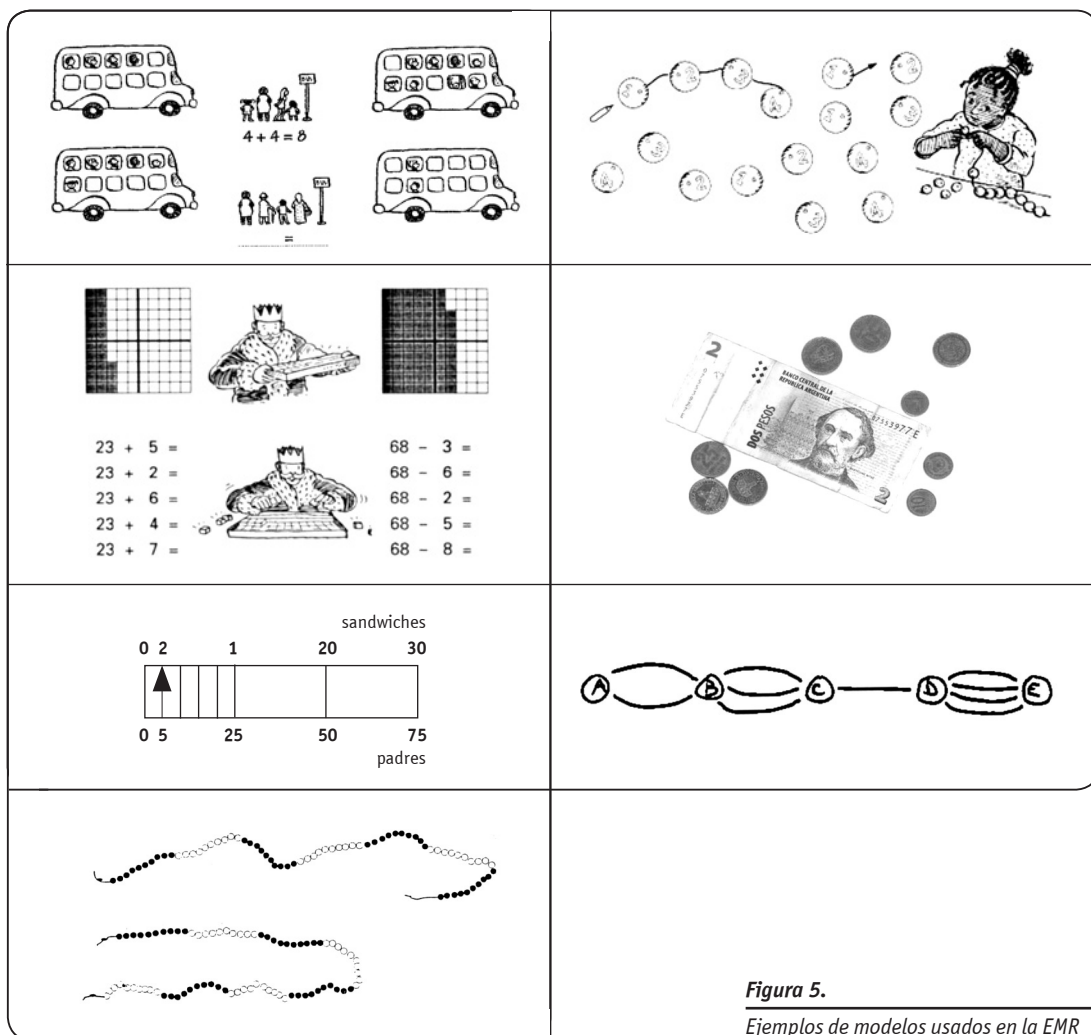 4 + 4 = 8
=
23 + 5 =
23 + 2 =
23 + 6 =
23 + 4 =
23 + 7 =
68 - 3 =
68 - 6 =
68 - 2 =
68 - 5 =
68 - 8 =
2
BANCO CENTRAL DE LA
REPUBLICA ARGENTINA
DOS PESOS
2
sandwiches
0 2 1 20 30
0 5 25 50 75
padres
A B C D E
Figura 5.
Ejemplos de modelos usados en la EMR